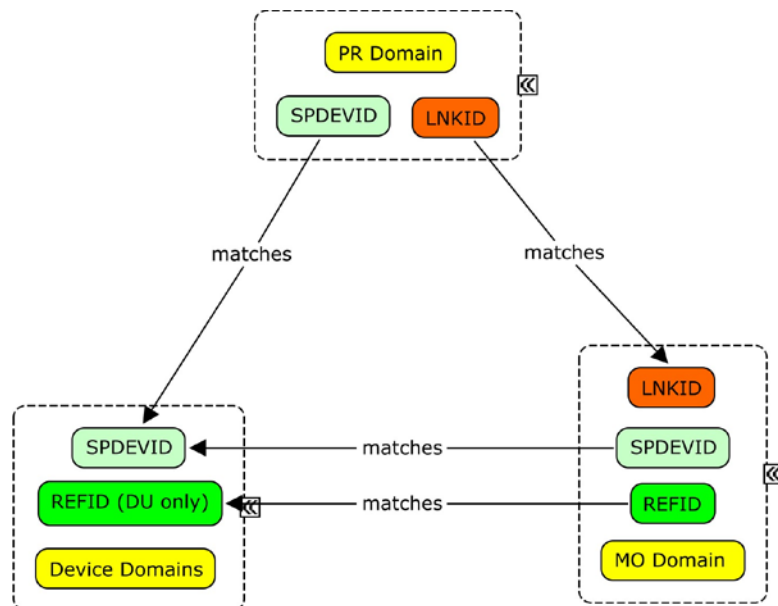 PR Domain
SPDEVID
LNKID
matches
matches
LNKID
SPDEVID
matches
SPDEVID
REFID (DU only)
matches
REFID
Device Domains
MO Domain